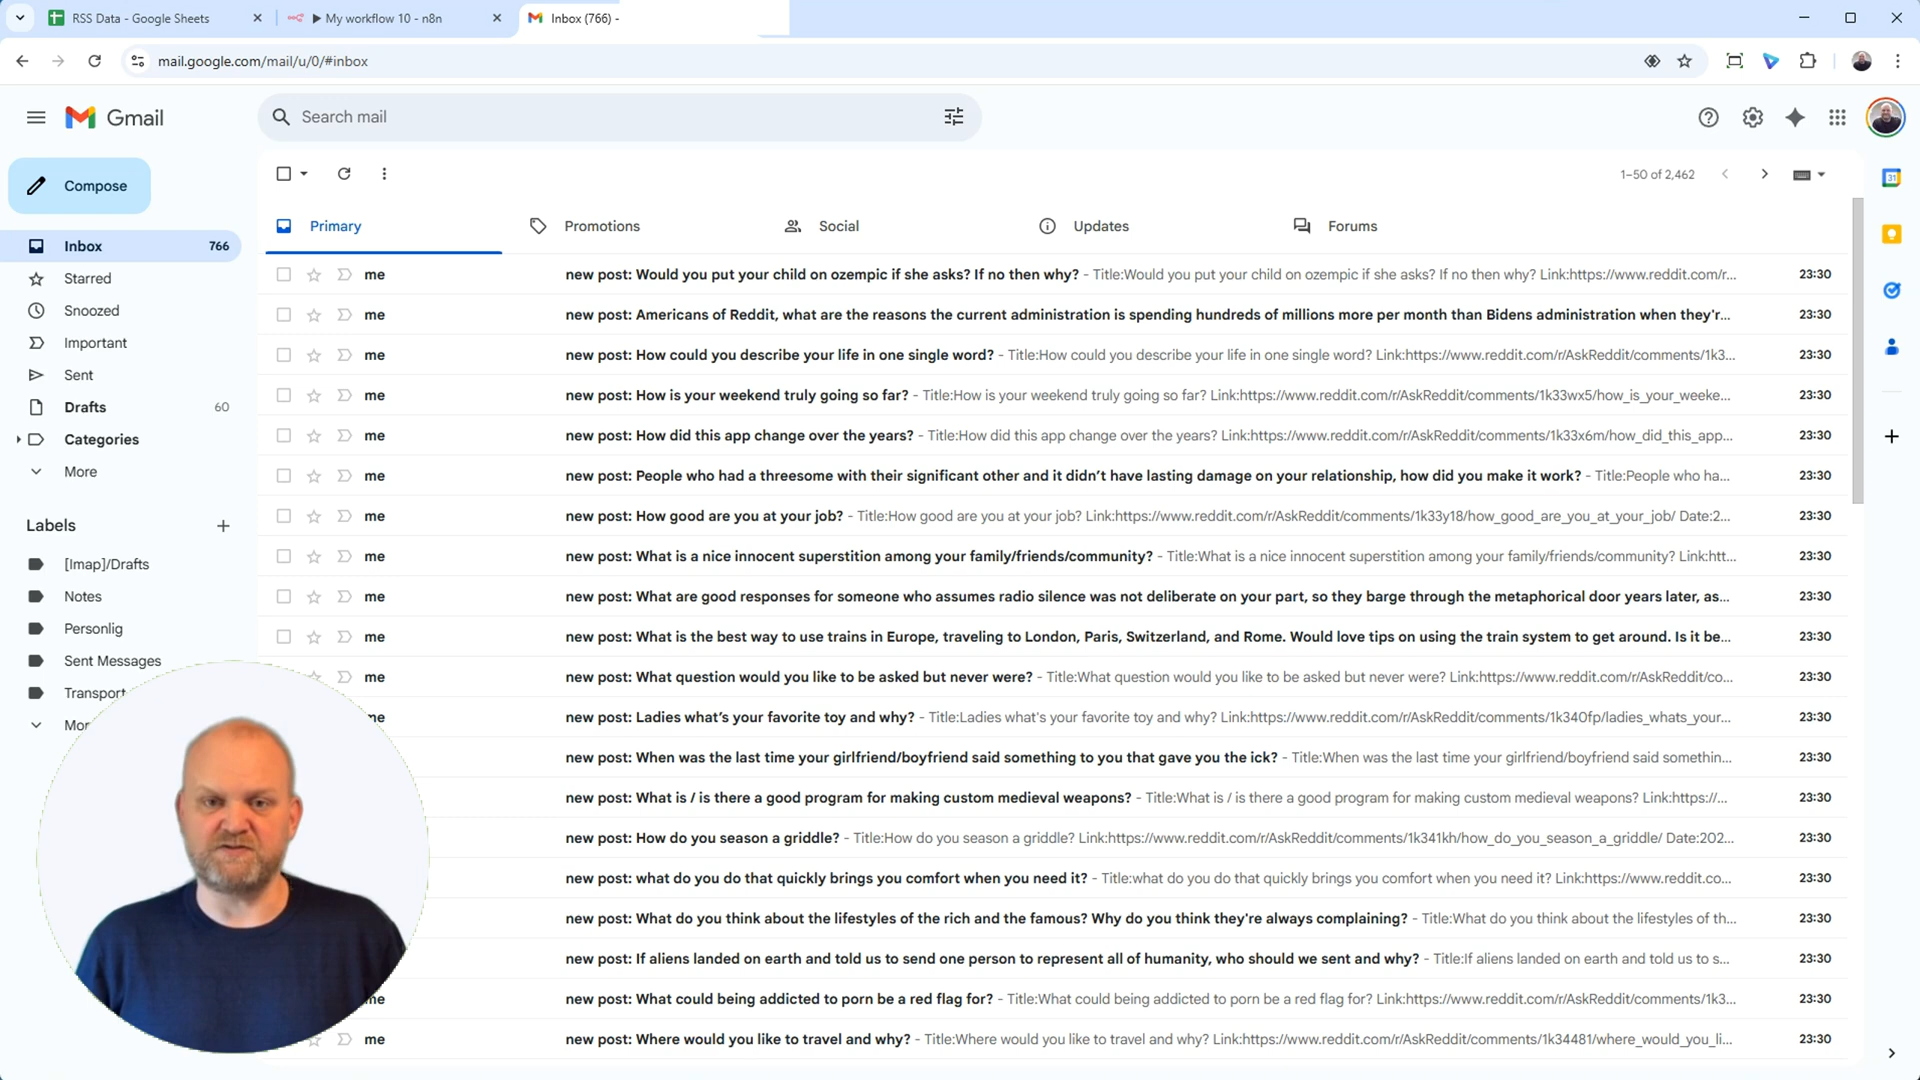 RSS Data - Google Sheets
My workflow 10 - n8n
Inbox (766) -
mail.google.com/mail/u/0/#inbox
Gmail
Search mail
Compose
1–50 of 2,462
Primary
Promotions
Social
Updates
Forums
Inbox 766
Starred
Snoozed
Important
Sent
Drafts 60
Categories
More
Labels
[Imap]/Drafts
Notes
Personlig
Sent Messages
Transport
31
me new post: Would you put your child on ozempic if she asks? If no then why? - Title:Would you put your child on ozempic if she asks? If no then why? Link:https://www.reddit.com/r... 23:30
me new post: Americans of Reddit, what are the reasons the current administration is spending hundreds of millions more per month than Bidens administration when they'r... 23:30
me new post: How could you describe your life in one single word? - Title:How could you describe your life in one single word? Link:https://www.reddit.com/r/AskReddit/comments/1k3... 23:30
me new post: How is your weekend truly going so far? - Title:How is your weekend truly going so far? Link:https://www.reddit.com/r/AskReddit/comments/1k33wx5/how_is_your_weeke... 23:30
me new post: How did this app change over the years? - Title:How did this app change over the years? Link:https://www.reddit.com/r/AskReddit/comments/1k33x6m/how_did_this_app... 23:30
me new post: People who had a threesome with their significant other and it didn’t have lasting damage on your relationship, how did you make it work? - Title:People who ha... 23:30
me new post: How good are you at your job? - Title:How good are you at your job? Link:https://www.reddit.com/r/AskReddit/comments/1k33y18/how_good_are_you_at_your_job/ Date:2... 23:30
me new post: What is a nice innocent superstition among your family/friends/community? - Title:What is a nice innocent superstition among your family/friends/community? Link:htt... 23:30
me new post: What are good responses for someone who assumes radio silence was not deliberate on your part, so they barge through the metaphorical door years later, as... 23:30
me new post: What is the best way to use trains in Europe, traveling to London, Paris, Switzerland, and Rome. Would love tips on using the train system to get around. Is it be... 23:30
me new post: What question would you like to be asked but never were? - Title:What question would you like to be asked but never were? Link:https://www.reddit.com/r/AskReddit/co... 23:30
me new post: Ladies what’s your favorite toy and why? - Title:Ladies what's your favorite toy and why? Link:https://www.reddit.com/r/AskReddit/comments/1k340fp/ladies_whats_your... 23:30
new post: When was the last time your girlfriend/boyfriend said something to you that gave you the ick? - Title:When was the last time your girlfriend/boyfriend said somethin... 23:30
new post: What is / is there a good program for making custom medieval weapons? - Title:What is / is there a good program for making custom medieval weapons? Link:https://... 23:30
new post: How do you season a griddle? - Title:How do you season a griddle? Link:https://www.reddit.com/r/AskReddit/comments/1k341kh/how_do_you_season_a_griddle/ Date:202... 23:30
new post: what do you do that quickly brings you comfort when you need it? - Title:what do you do that quickly brings you comfort when you need it? Link:https://www.reddit.co... 23:30
new post: What do you think about the lifestyles of the rich and the famous? Why do you think they're always complaining? - Title:What do you think about the lifestyles of th... 23:30
new post: If aliens landed on earth and told us to send one person to represent all of humanity, who should we sent and why? - Title:If aliens landed on earth and told us to s... 23:30
me new post: What could being addicted to porn be a red flag for? - Title:What could being addicted to porn be a red flag for? Link:https://www.reddit.com/r/AskReddit/comments/1k3... 23:30
me new post: Where would you like to travel and why? - Title:Where would you like to travel and why? Link:https://www.reddit.com/r/AskReddit/comments/1k34481/where_would_you_li... 23:30